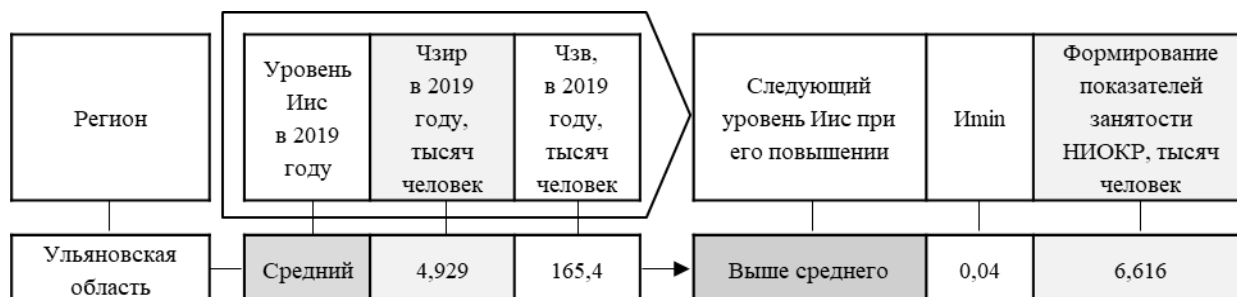 Регион
Уровень
Иис
в 2019
году
Чзир
в 2019
году,
тысяч
человек
Чзв,
в 2019
году,
тысяч
человек
Следующий
уровень Иис при
его повышении
Иmin
Формирование
показателей
занятости
НИОКР, тысяч
человек
Ульяновская
область
Средний
4,929
165,4
Выше среднего
0,04
6,616